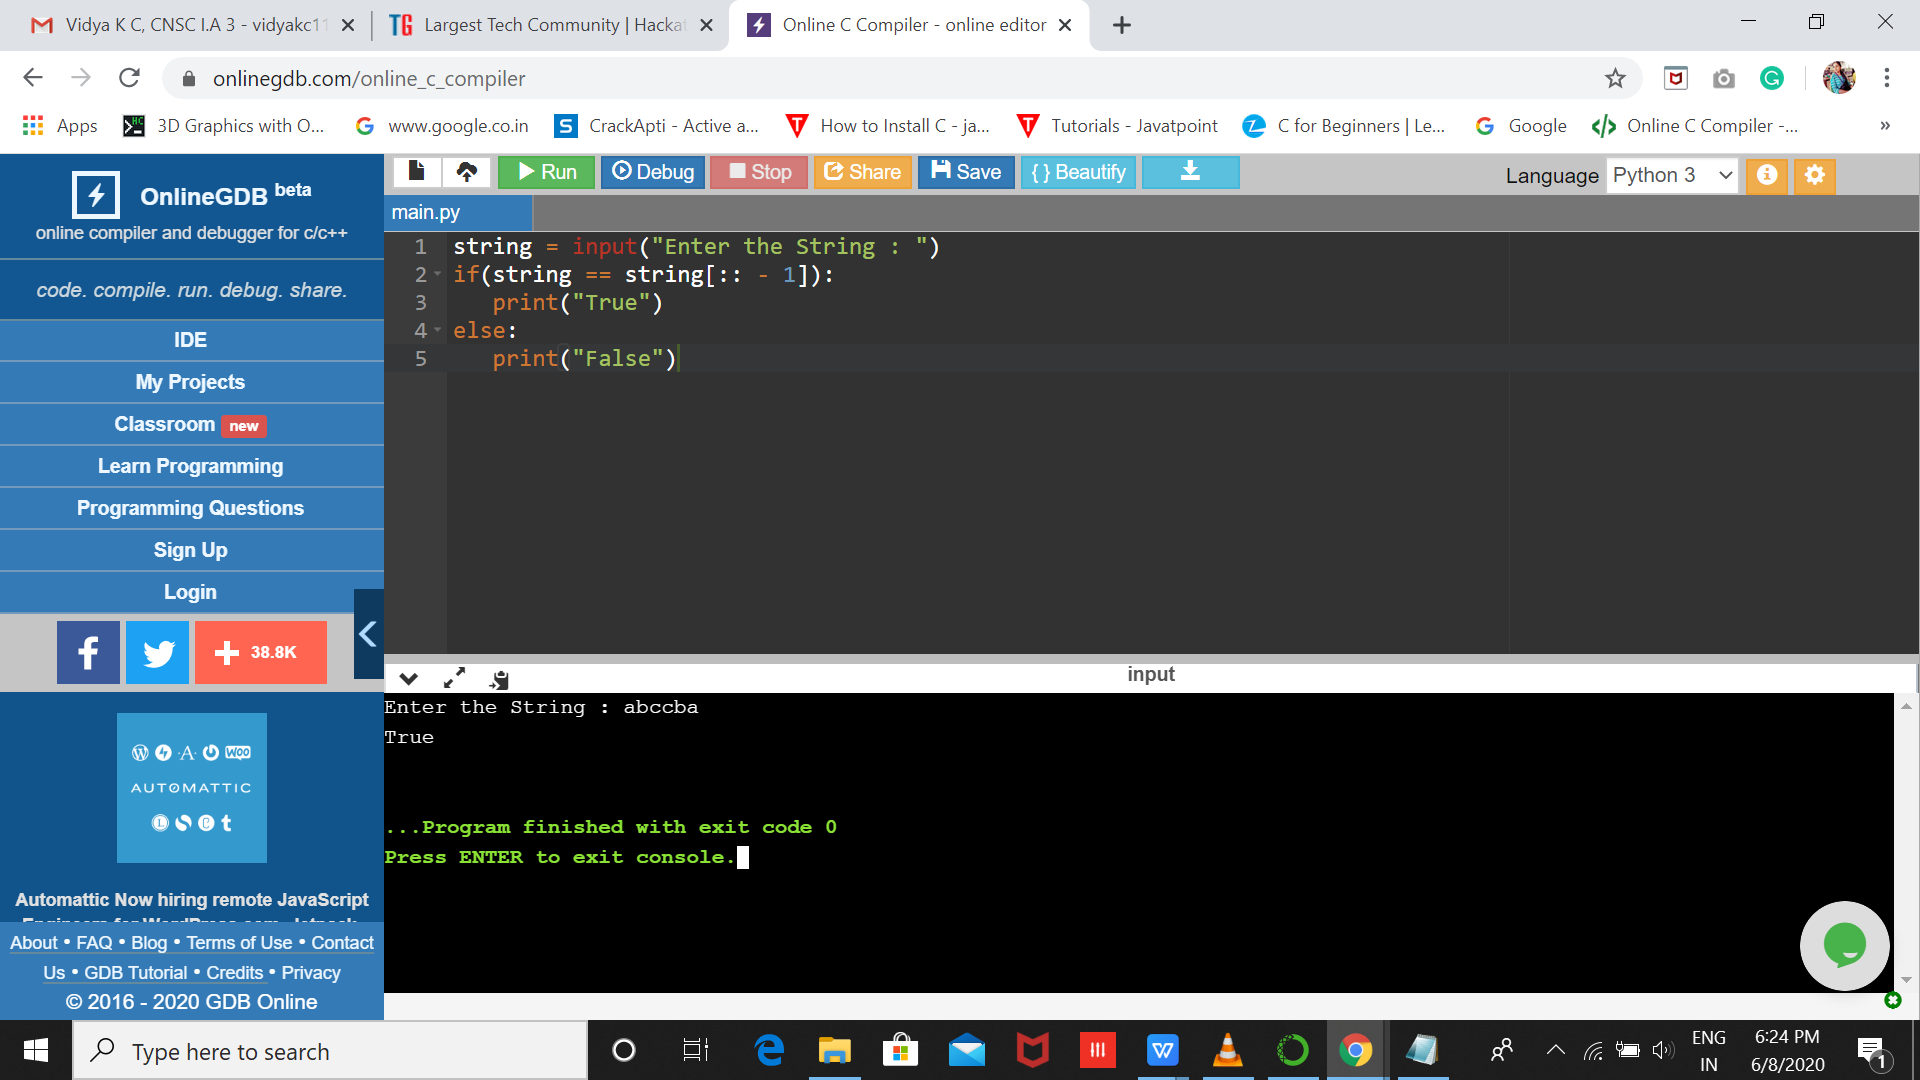 Vidya K C, CNSC I.A 3 - vidyakc11
TG Largest Tech Community | Hackat
Online C Compiler - online editor
onlinegdb.com/online_c_compiler
Apps
3D Graphics with O...
www.google.co.in
CrackApti - Active a...
How to Install C - ja...
Tutorials - Javatpoint
C for Beginners | Le...
Google
Online C Compiler -...
»
OnlineGDB beta
online compiler and debugger for c/c++
code. compile. run. debug. share.
IDE
My Projects
Classroom new
Learn Programming
Programming Questions
Sign Up
Login
38.8K
WOO
AUTOMATTIC
Automattic Now hiring remote JavaScript
About • FAQ • Blog • Terms of Use • Contact
Us • GDB Tutorial • Credits • Privacy
© 2016 - 2020 GDB Online
Run
Debug
Stop
Share
Save
{ } Beautify
Language Python 3
main.py
1 string = input("Enter the String : ")
2 if(string == string[:: - 1]):
3 print("True")
4 else:
5 print("False")
input
Enter the String : abccba
True
...Program finished with exit code 0
Press ENTER to exit console.
Type here to search
ENG
IN
6:24 PM
6/8/2020
1